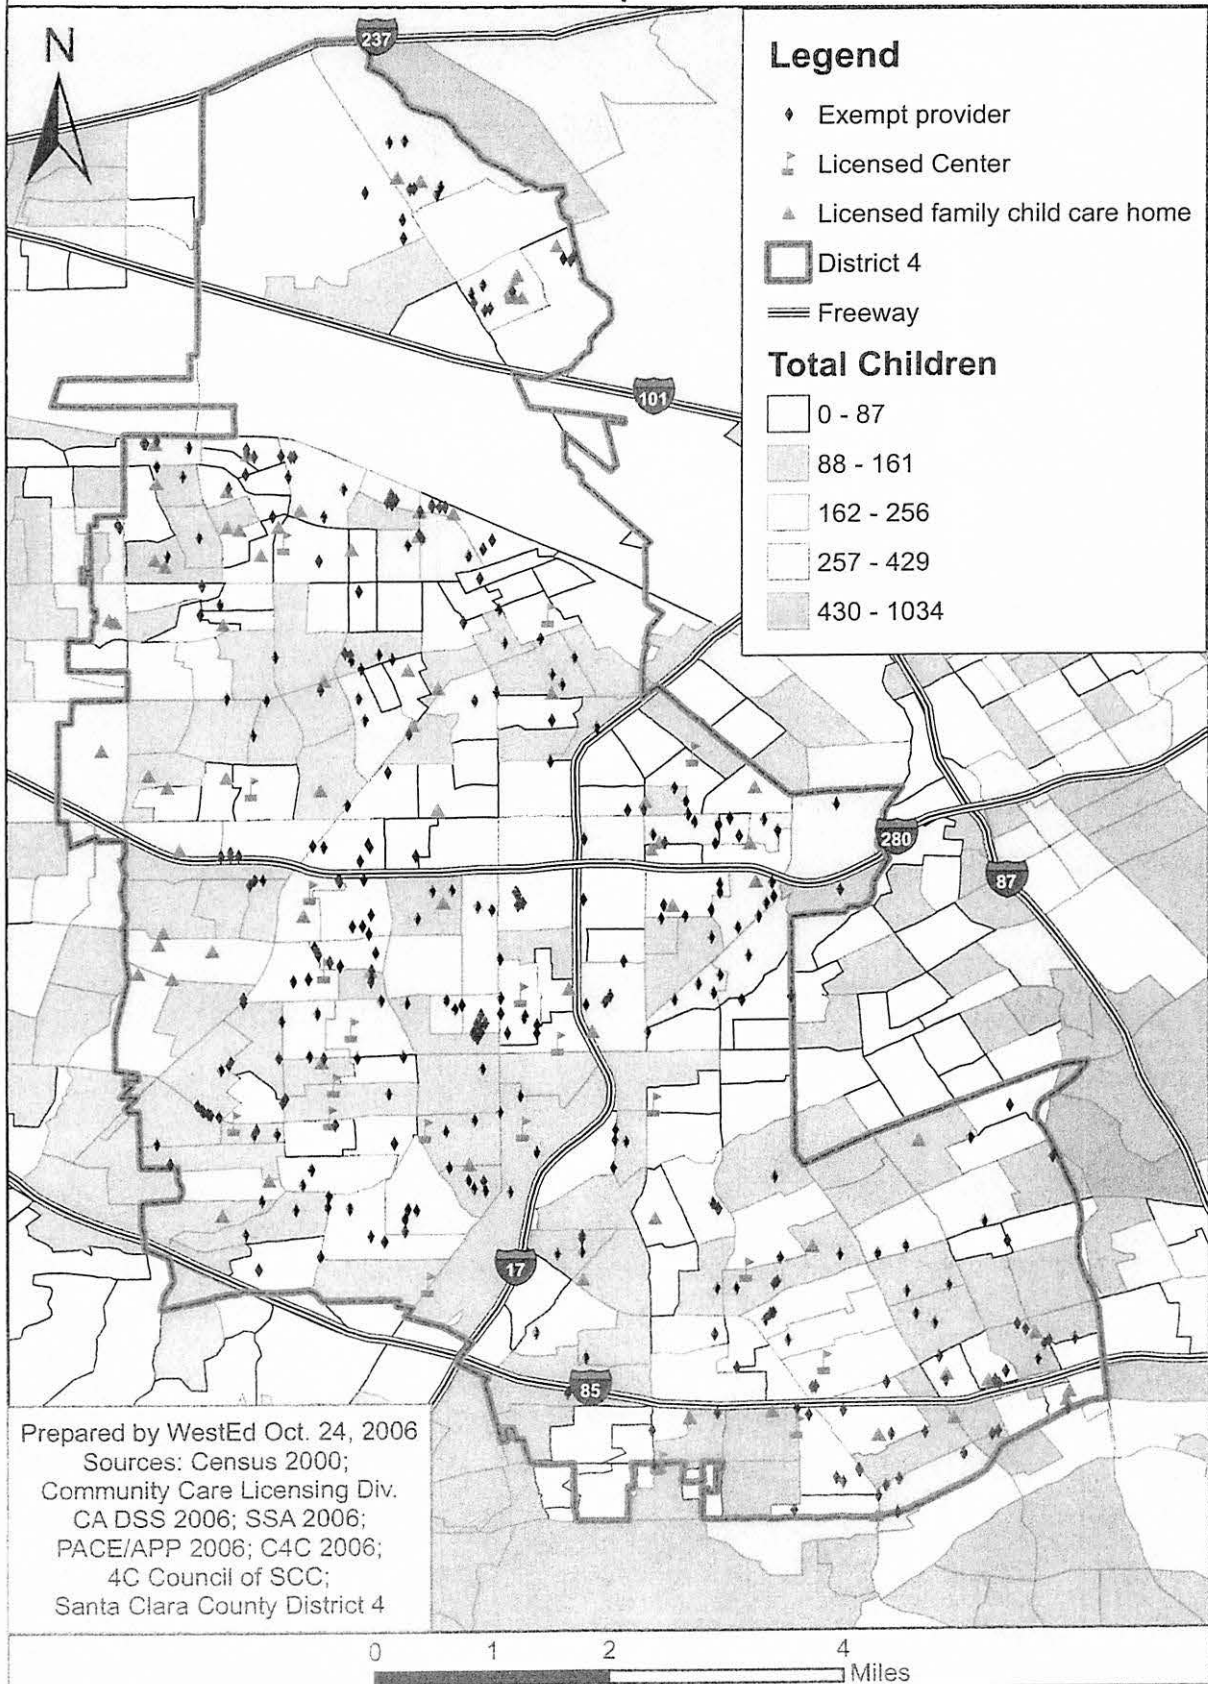 N
237
Legend
Exempt provider
Licensed Center
Licensed family child care home
District 4
Freeway
Total Children
0 - 87
88 - 161
162 - 256
257 - 429
430 - 1034
101
280
87
17
85
Prepared by WestEd Oct. 24, 2006
Sources: Census 2000;
Community Care Licensing Div.
CA DSS 2006; SSA 2006;
PACE/APP 2006; C4C 2006;
4C Council of SCC;
Santa Clara County District 4
0 1 2 4
Miles